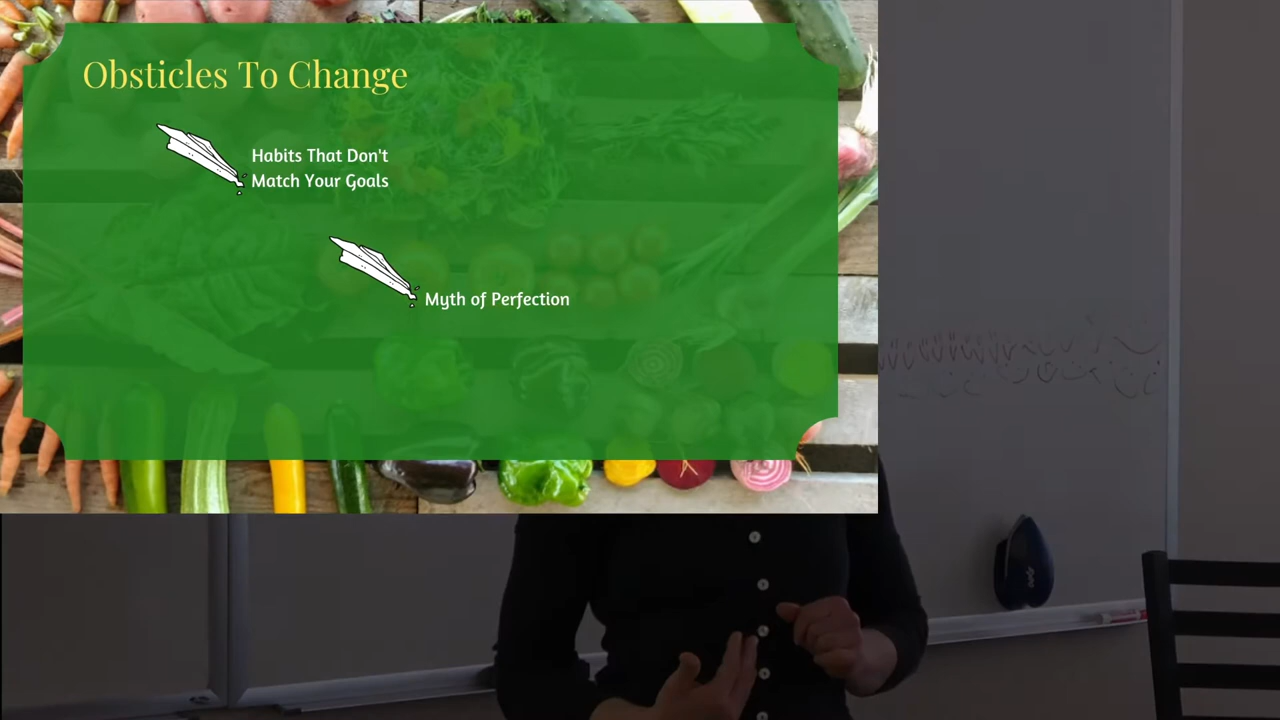 Obsticles To Change
Habits That Don't
Match Your Goals
Myth of Perfection